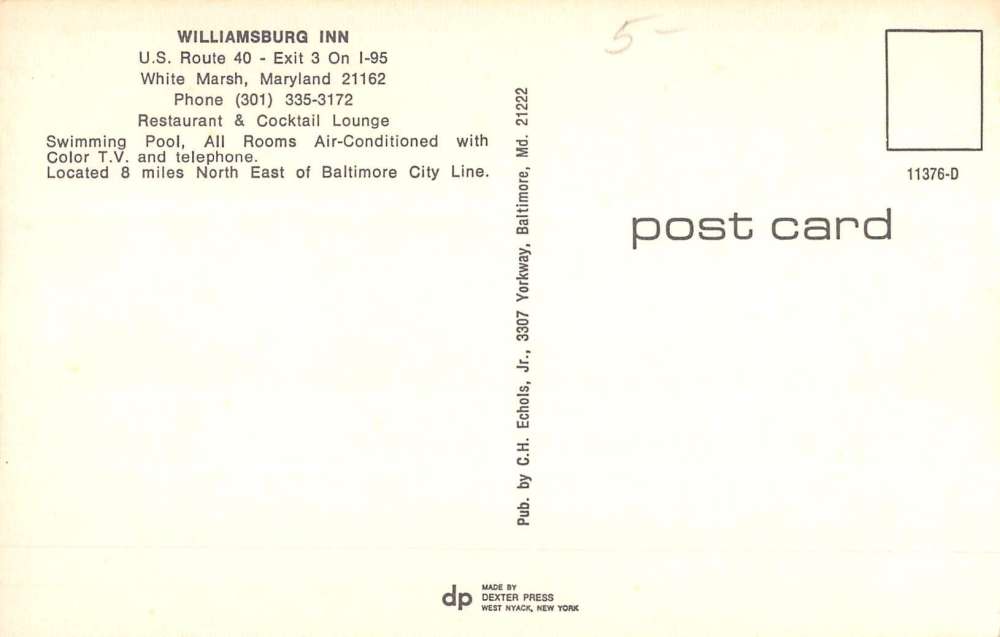 WILLIAMSBURG INN
U.S. Route 40 - Exit 3 On I-95
White Marsh, Maryland 21162
Phone (301) 335-3172
Restaurant & Cocktail Lounge
Swimming Pool, All Rooms Air-Conditioned with
Color T.V. and telephone.
Located 8 miles North East of Baltimore City Line.
Pub. by C.H. Echols, Jr., 3307 Yorkway, Baltimore, Md. 21222
5-
11376-D
post card
dp
MADE BY
DEXTER PRESS
WEST NYACK, NEW YORK